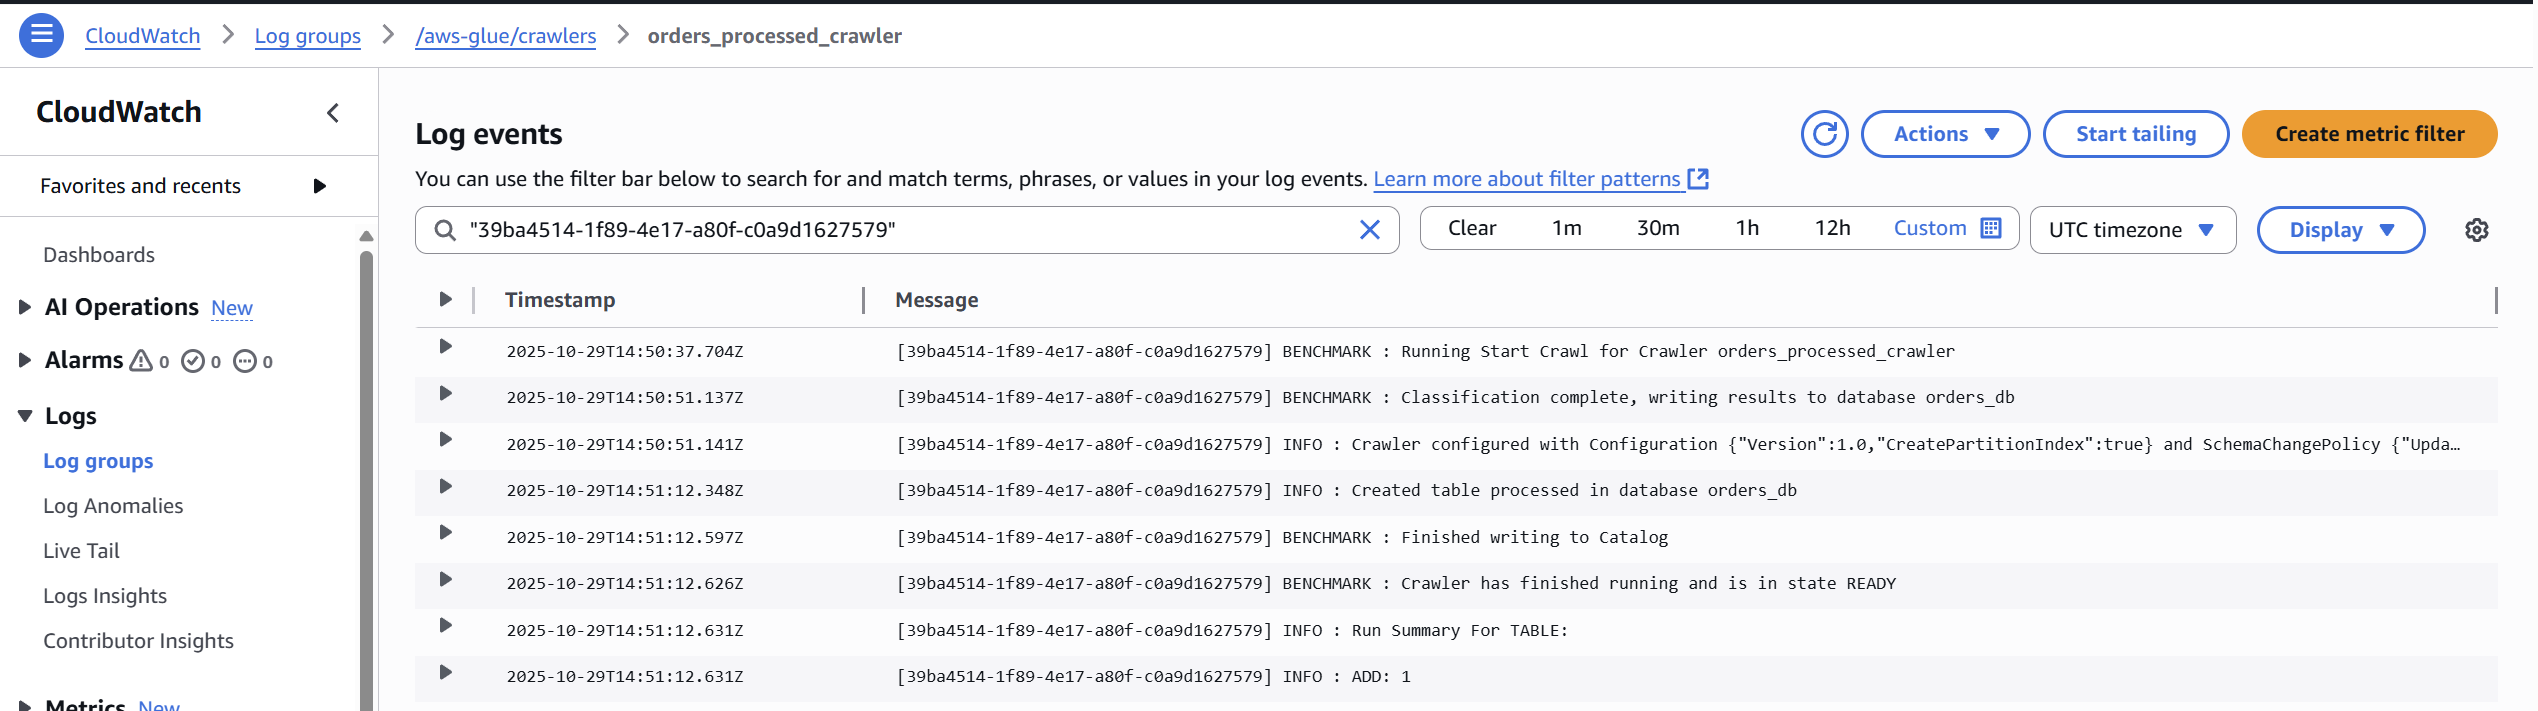 CloudWatch > Log groups > /aws-glue/crawlers > orders_processed_crawler
CloudWatch
Favorites and recents
Dashboards
AI Operations New
Alarms 0 0 0
Logs
Log groups
Log Anomalies
Live Tail
Logs Insights
Contributor Insights
Metrics New
Log events
Actions
Start tailing
Create metric filter
You can use the filter bar below to search for and match terms, phrases, or values in your log events. Learn more about filter patterns
"39ba4514-1f89-4e17-a80f-c0a9d1627579"
Clear 1m 30m 1h 12h Custom
UTC timezone
Display
Timestamp Message
2025-10-29T14:50:37.704Z [39ba4514-1f89-4e17-a80f-c0a9d1627579] BENCHMARK : Running Start Crawl for Crawler orders_processed_crawler
2025-10-29T14:50:51.137Z [39ba4514-1f89-4e17-a80f-c0a9d1627579] BENCHMARK : Classification complete, writing results to database orders_db
2025-10-29T14:50:51.141Z [39ba4514-1f89-4e17-a80f-c0a9d1627579] INFO : Crawler configured with Configuration {"Version":1.0,"CreatePartitionIndex":true} and SchemaChangePolicy {"Upda…
2025-10-29T14:51:12.348Z [39ba4514-1f89-4e17-a80f-c0a9d1627579] INFO : Created table processed in database orders_db
2025-10-29T14:51:12.597Z [39ba4514-1f89-4e17-a80f-c0a9d1627579] BENCHMARK : Finished writing to Catalog
2025-10-29T14:51:12.626Z [39ba4514-1f89-4e17-a80f-c0a9d1627579] BENCHMARK : Crawler has finished running and is in state READY
2025-10-29T14:51:12.631Z [39ba4514-1f89-4e17-a80f-c0a9d1627579] INFO : Run Summary For TABLE:
2025-10-29T14:51:12.631Z [39ba4514-1f89-4e17-a80f-c0a9d1627579] INFO : ADD: 1